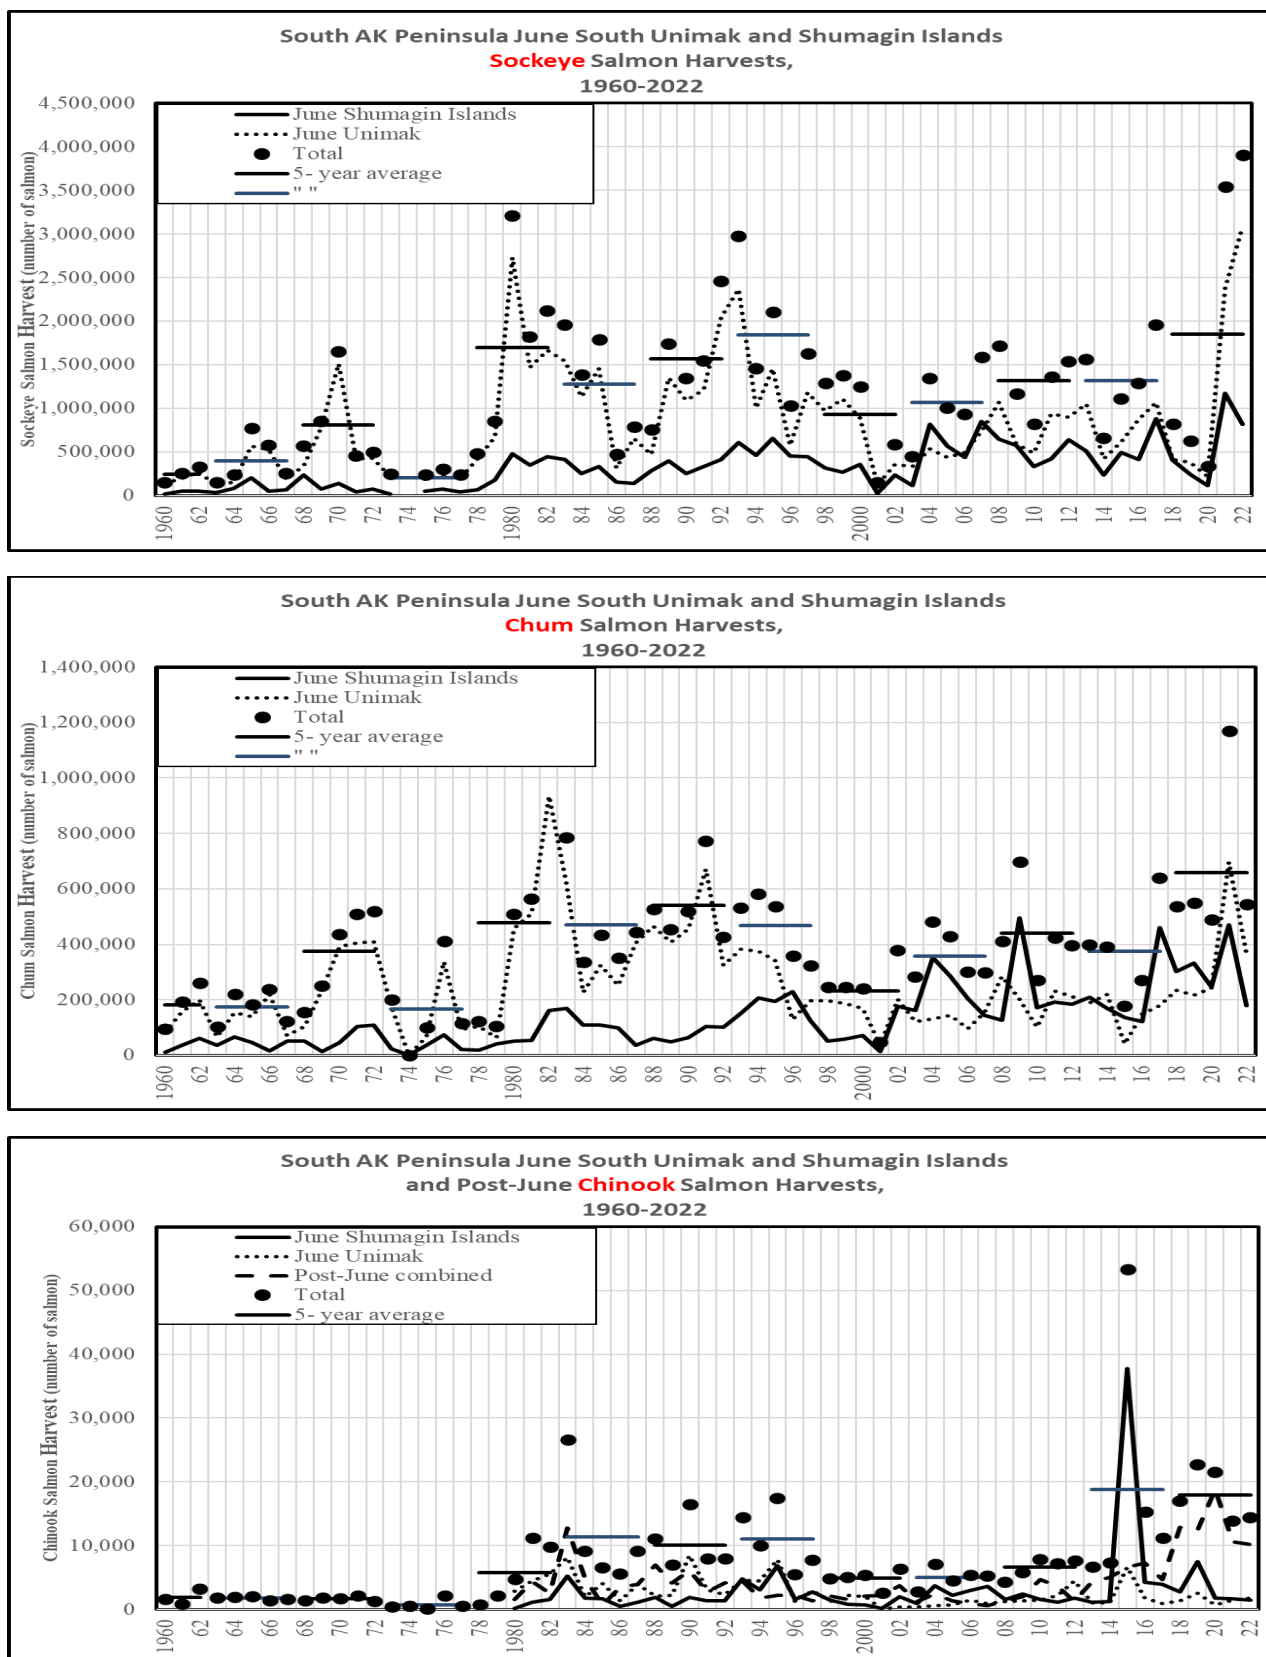 South AK Peninsula June South Unimak and Shumagin Islands
Sockeye Salmon Harvests,
1960-2022
Sockeye Salmon Harvest (number of salmon)
4,500,000
4,000,000
3,500,000
3,000,000
2,500,000
2,000,000
1,500,000
1,000,000
500,000
0
June Shumagin Islands
June Unimak
Total
5- year average
" "
1960 62 64 66 68 70 72 74 76 78 1980 82 84 86 88 90 92 94 96 98 2000 02 04 06 08 10 12 14 16 18 20 22
South AK Peninsula June South Unimak and Shumagin Islands
Chum Salmon Harvests,
1960-2022
Chum Salmon Harvest (number of salmon)
1,400,000
1,200,000
1,000,000
800,000
600,000
400,000
200,000
0
June Shumagin Islands
June Unimak
Total
5- year average
" "
1960 62 64 66 68 70 72 74 76 78 1980 82 84 86 88 90 92 94 96 98 2000 02 04 06 08 10 12 14 16 18 20 22
South AK Peninsula June South Unimak and Shumagin Islands
and Post-June Chinook Salmon Harvests,
1960-2022
Chinook Salmon Harvest (number of salmon)
60,000
50,000
40,000
30,000
20,000
10,000
0
June Shumagin Islands
June Unimak
Post-June combined
Total
5- year average
1960 62 64 66 68 70 72 74 76 78 1980 82 84 86 88 90 92 94 96 98 2000 02 04 06 08 10 12 14 16 18 20 22